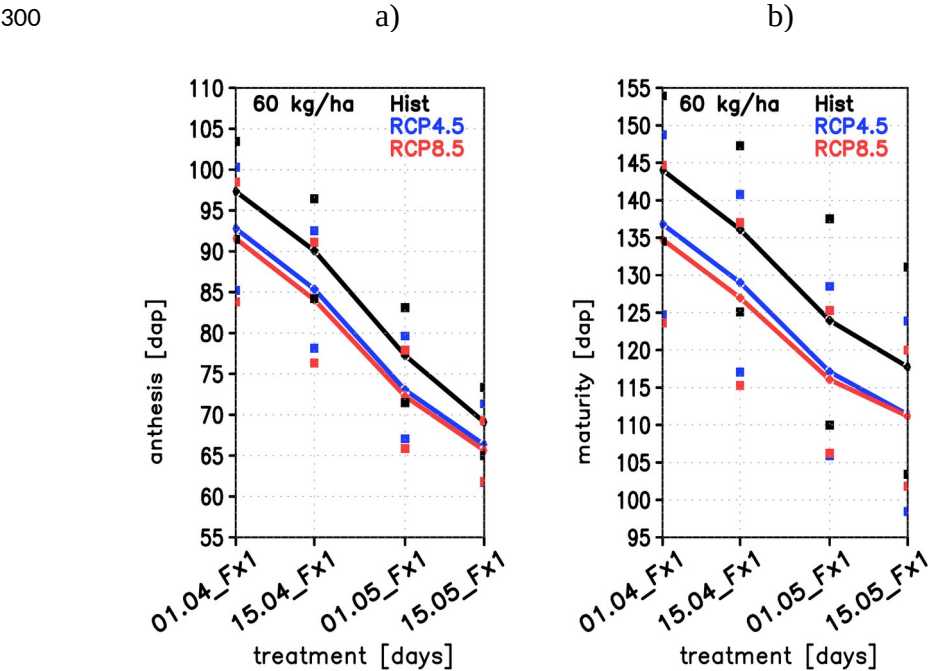 300
a)
b)
110
105
100
95
90
85
80
75
70
65
60
55
anthesis [dap]
60 kg/ha
Hist
RCP4.5
RCP8.5
01.04_Fx1
15.04_Fx1
01.05_Fx1
15.05_Fx1
treatment [days]
155
150
145
140
135
130
125
120
115
110
105
100
95
maturity [dap]
60 kg/ha
Hist
RCP4.5
RCP8.5
01.04_Fx1
15.04_Fx1
01.05_Fx1
15.05_Fx1
treatment [days]